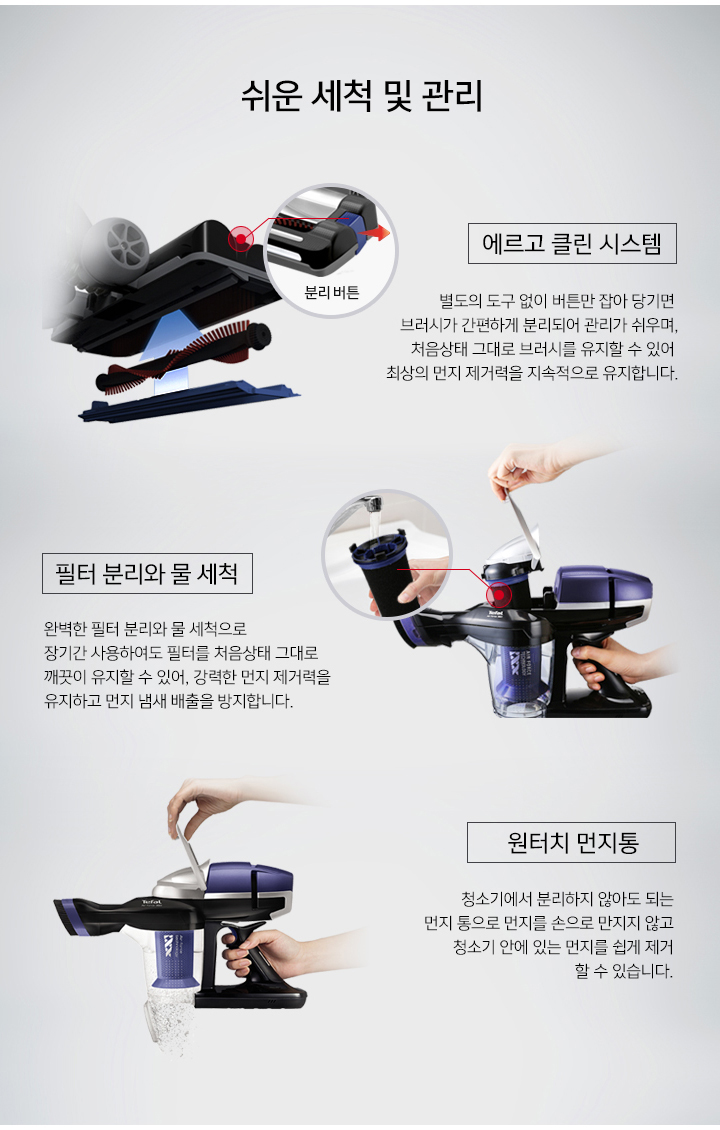 쉬운 세척 및 관리
분리 버튼
에르고 클린 시스템
별도의 도구 없이 버튼만 잡아 당기면
브러시가 간편하게 분리되어 관리가 쉬우며,
처음상태 그대로 브러시를 유지할 수 있어
최상의 먼지 제거력을 지속적으로 유지합니다.
필터 분리와 물 세척
완벽한 필터 분리와 물 세척으로
장기간 사용하여도 필터를 처음상태 그대로
깨끗이 유지할 수 있어, 강력한 먼지 제거력을
유지하고 먼지 냄새 배출을 방지합니다.
Tefal
AIR FORCE
원터치 먼지통
청소기에서 분리하지 않아도 되는
먼지 통으로 먼지를 손으로 만지지 않고
청소기 안에 있는 먼지를 쉽게 제거
할 수 있습니다.
Tefal